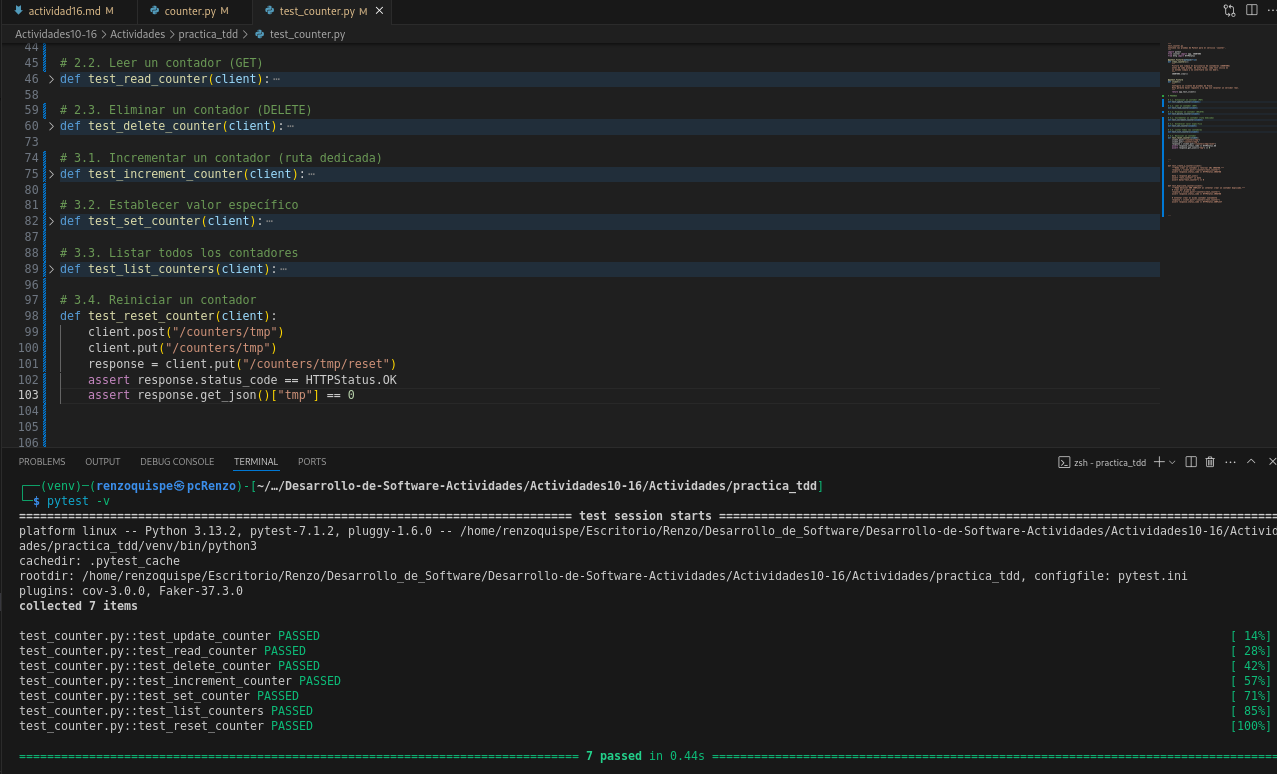 actividad16.md M
counter.py M
test_counter.py M
Actividades10-16 > Actividades > practica_tdd > test_counter.py
44
45 # 2.2. Leer un contador (GET)
46 def test_read_counter(client): ···
58
59 # 2.3. Eliminar un contador (DELETE)
60 def test_delete_counter(client): ···
73
74 # 3.1. Incrementar un contador (ruta dedicada)
75 def test_increment_counter(client): ···
80
81 # 3.2. Establecer valor específico
82 def test_set_counter(client): ···
87
88 # 3.3. Listar todos los contadores
89 def test_list_counters(client): ···
96
97 # 3.4. Reiniciar un contador
98 def test_reset_counter(client):
99 client.post("/counters/tmp")
100 client.put("/counters/tmp")
101 response = client.put("/counters/tmp/reset")
102 assert response.status_code == HTTPStatus.OK
103 assert response.get_json()["tmp"] == 0
104
105
106
PROBLEMS OUTPUT DEBUG CONSOLE TERMINAL PORTS
zsh - practica_tdd
┌──(venv)─(renzoquispe㉿pcRenzo)-[~/…/Desarrollo-de-Software-Actividades/Actividades10-16/Actividades/practica_tdd]
└─$ pytest -v
=============================================================================== test session starts ================================================================================
platform linux -- Python 3.13.2, pytest-7.1.2, pluggy-1.6.0 -- /home/renzoquispe/Escritorio/Renzo/Desarrollo_de_Software/Desarrollo-de-Software-Actividades/Actividades10-16/Activid
ades/practica_tdd/venv/bin/python3
cachedir: .pytest_cache
rootdir: /home/renzoquispe/Escritorio/Renzo/Desarrollo_de_Software/Desarrollo-de-Software-Actividades/Actividades10-16/Actividades/practica_tdd, configfile: pytest.ini
plugins: cov-3.0.0, Faker-37.3.0
collected 7 items
test_counter.py::test_update_counter PASSED [ 14%]
test_counter.py::test_read_counter PASSED [ 28%]
test_counter.py::test_delete_counter PASSED [ 42%]
test_counter.py::test_increment_counter PASSED [ 57%]
test_counter.py::test_set_counter PASSED [ 71%]
test_counter.py::test_list_counters PASSED [ 85%]
test_counter.py::test_reset_counter PASSED [100%]
================================================================================ 7 passed in 0.44s =================================================================================